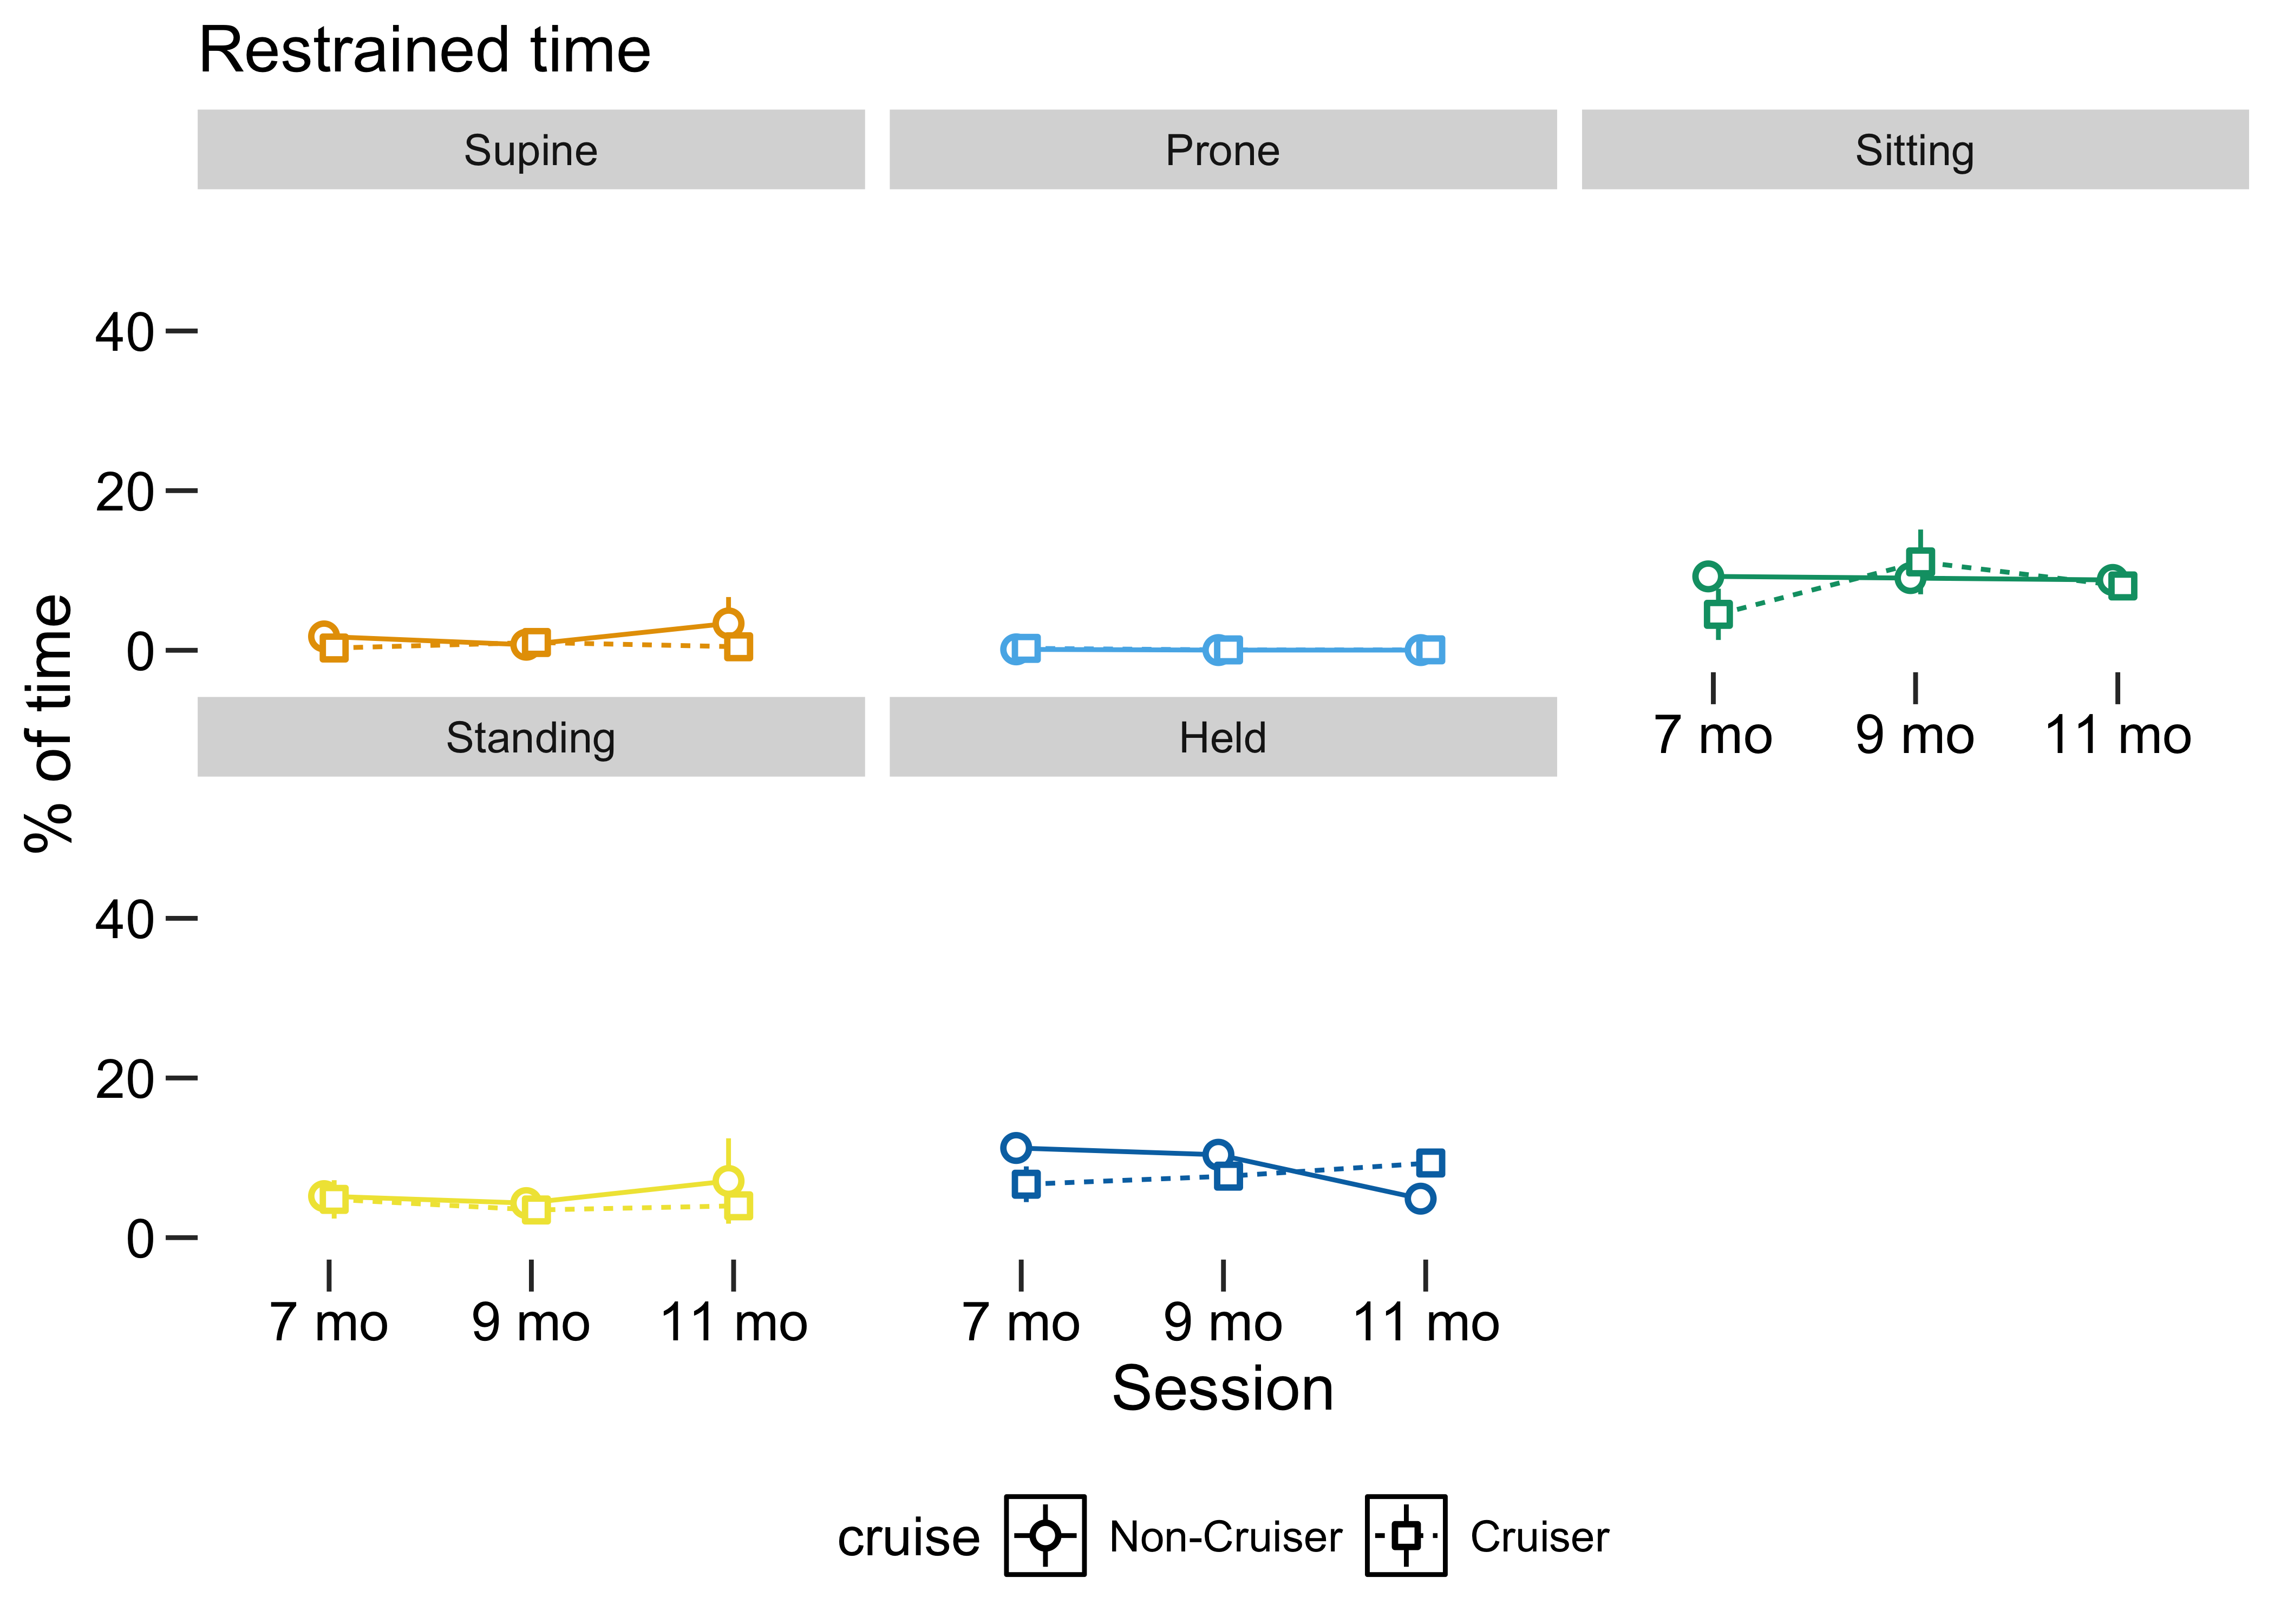 Restrained time
Supine Prone Sitting
40
20
0
7 mo 9 mo 11 mo
Standing Held
% of time
40
20
0
7 mo 9 mo 11 mo 7 mo 9 mo 11 mo
Session
cruise Non-Cruiser Cruiser